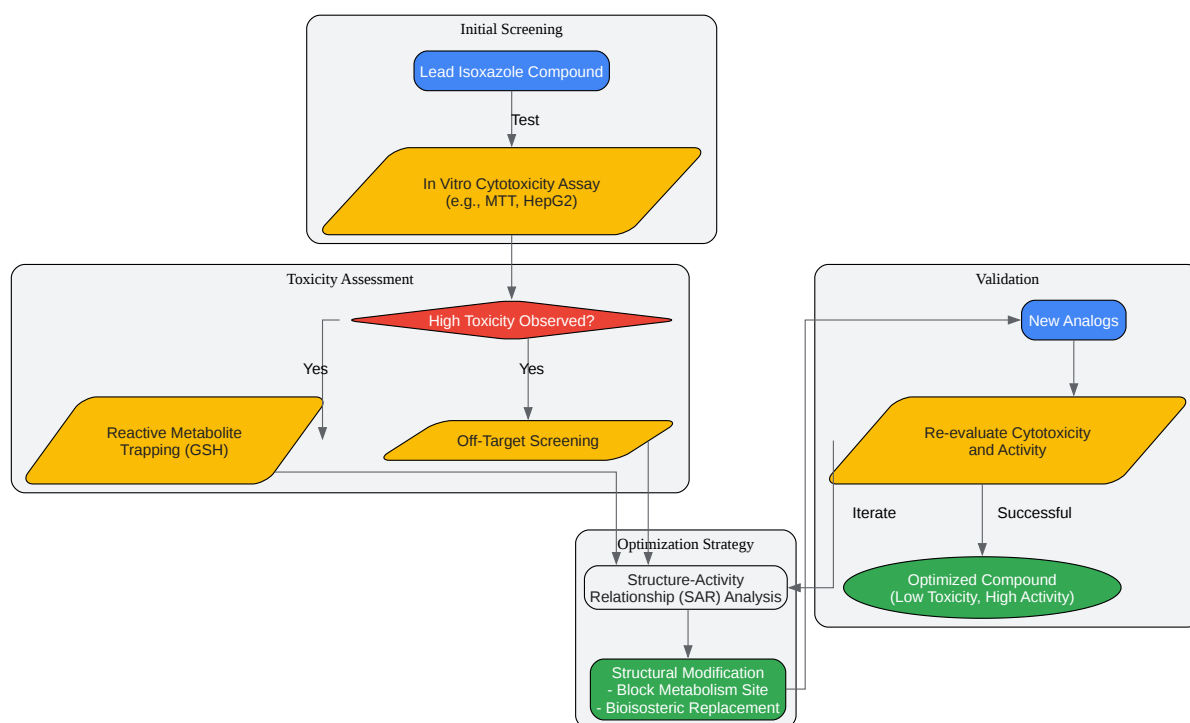 Initial Screening
Lead Isoxazole Compound
Test
In Vitro Cytotoxicity Assay
(e.g., MTT, HepG2)
Toxicity Assessment
High Toxicity Observed?
Yes
Yes
Reactive Metabolite
Trapping (GSH)
Off-Target Screening
Optimization Strategy
Structure-Activity
Relationship (SAR) Analysis
Structural Modification
- Block Metabolism Site
- Bioisosteric Replacement
Validation
New Analogs
Re-evaluate Cytotoxicity
and Activity
Iterate
Successful
Optimized Compound
(Low Toxicity, High Activity)